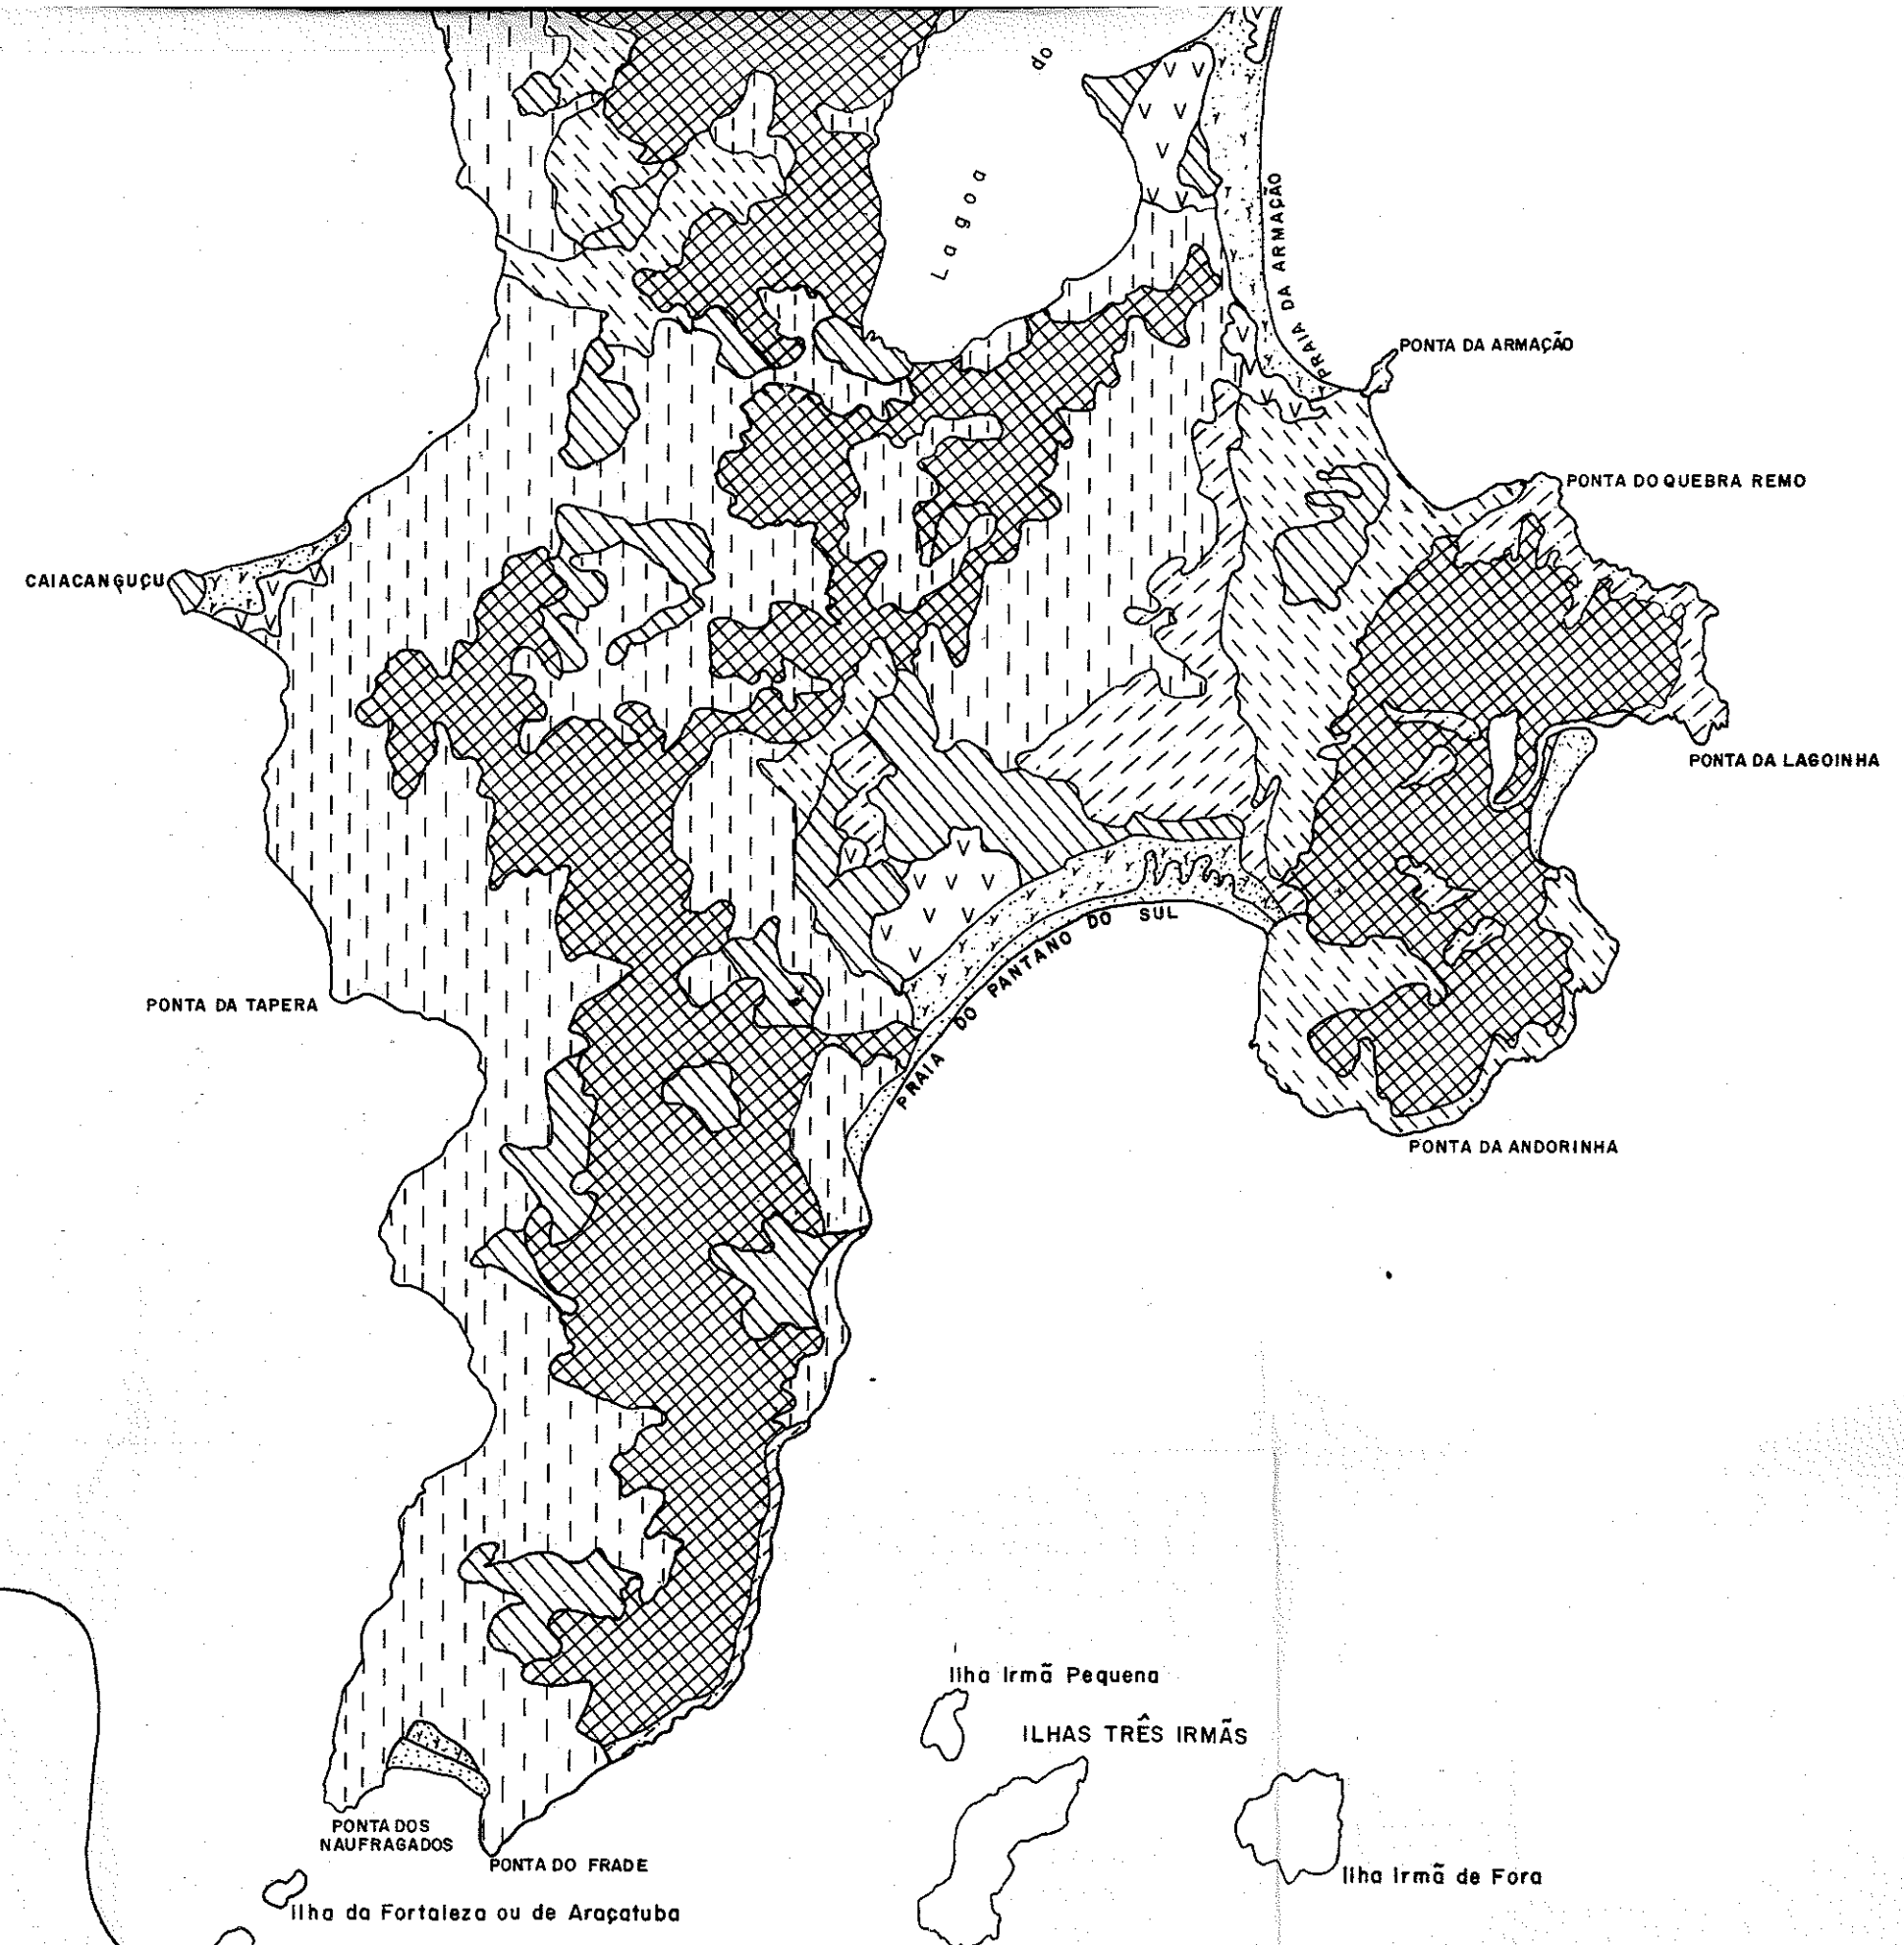 do
Lagoa
PRAIA DA ARMAÇÃO
PONTA DA ARMAÇÃO
PONTA DO QUEBRA REMO
CAIACANGUÇU
PONTA DA LAGOINHA
PRAIA DO PANTANO DO SUL
PONTA DA TAPERA
PONTA DA ANDORINHA
Ilha Irmã Pequena
ILHAS TRÊS IRMÃS
PONTA DOS
NAUFRAGADOS
PONTA DO FRADE
Ilha Irmã de Fora
Ilha da Fortaleza ou de Araçatuba